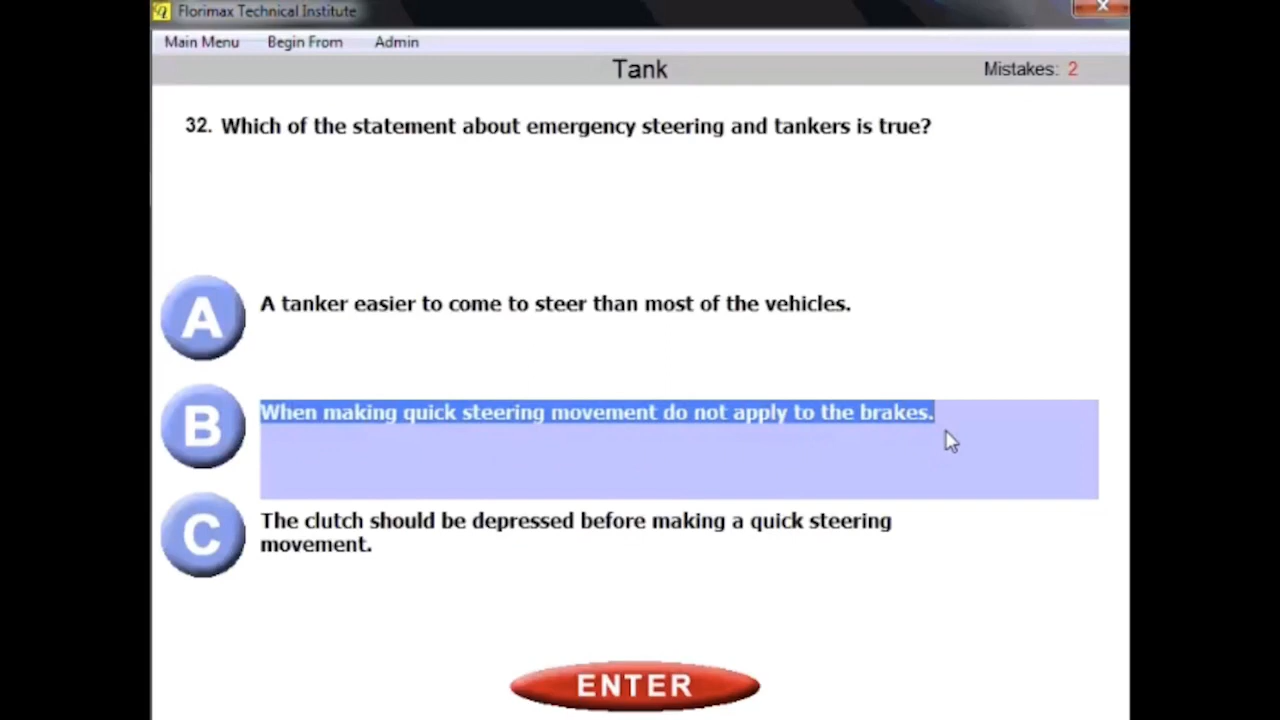 Florimax Technical Institute
Main Menu Begin From Admin
Tank Mistakes: 2
32. Which of the statement about emergency steering and tankers is true?
A A tanker easier to come to steer than most of the vehicles.
B When making quick steering movement do not apply to the brakes.
C The clutch should be depressed before making a quick steering
movement.
ENTER